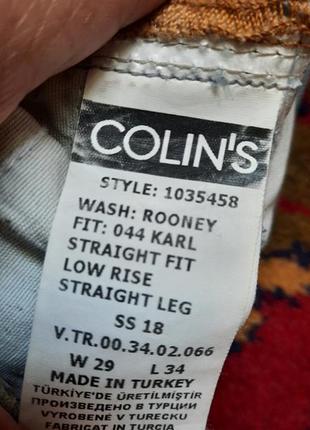 COLIN'S
STYLE: 1035458
WASH: ROONEY
FIT: 044 KARL
STRAIGHT FIT
LOW RISE
STRAIGHT LEG
SS 18
V.TR.00.34.02.066
W 29 L 34
MADE IN TURKEY
TÜRKİYE'DE ÜRETİLMİŞTİR
ПРОИЗВЕДЕНО В ТУРЦИИ
VYROBENÉ V TURECKU
FABRICAT IN TURCIA